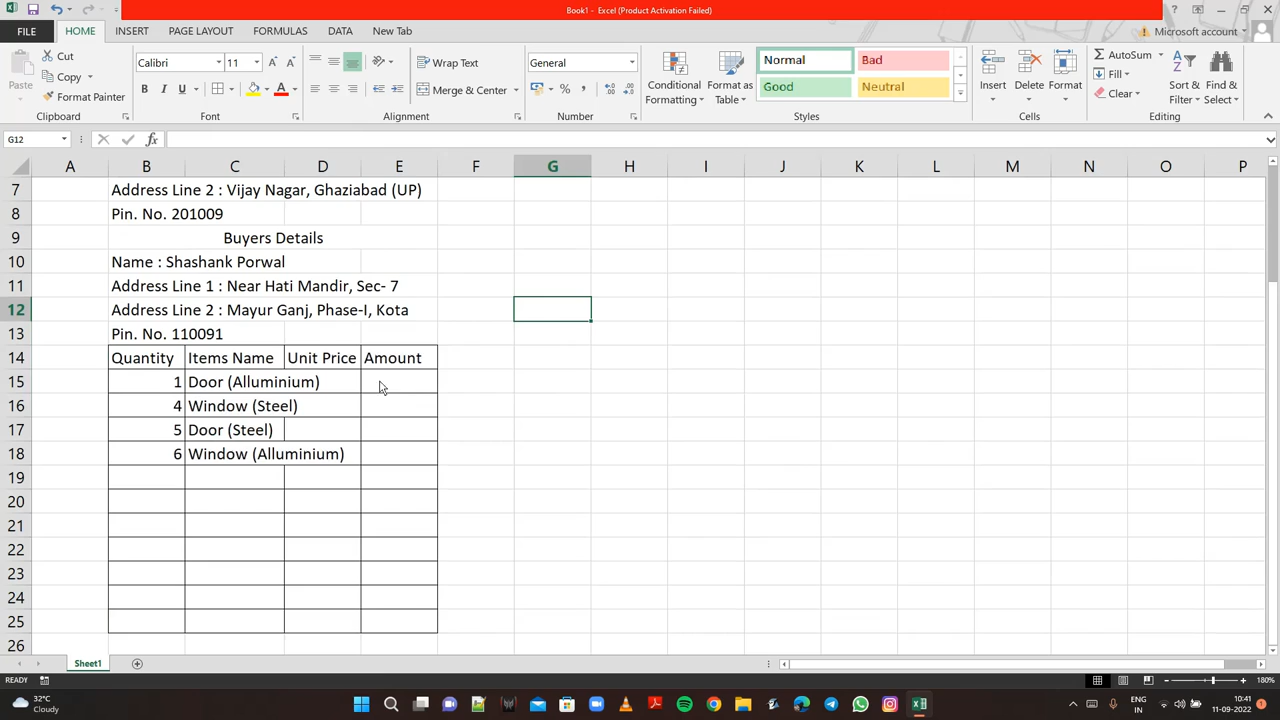 Book1 - Excel (Product Activation Failed)
FILE HOME INSERT PAGE LAYOUT FORMULAS DATA New Tab Microsoft account
Cut
Copy
Format Painter
Paste
Calibri 11
B I U
Wrap Text
Merge & Center
General
%
Conditional Formatting
Format as Table
Normal Bad
Good Neutral
Insert Delete Format
AutoSum
Fill
Clear
Sort & Filter
Find & Select
Clipboard Font Alignment Number Styles Cells Editing
G12 fx
A B C D E F G H I J K L M N O P
7 Address Line 2 : Vijay Nagar, Ghaziabad (UP)
8 Pin. No. 201009
9 Buyers Details
10 Name : Shashank Porwal
11 Address Line 1 : Near Hati Mandir, Sec- 7
12 Address Line 2 : Mayur Ganj, Phase-I, Kota
13 Pin. No. 110091
14 Quantity Items Name Unit Price Amount
15 1 Door (Alluminium)
16 4 Window (Steel)
17 5 Door (Steel)
18 6 Window (Alluminium)
19
20
21
22
23
24
25
26
Sheet1
READY 180%
32°C
Cloudy
ENG
IN
10:41
11-09-2022